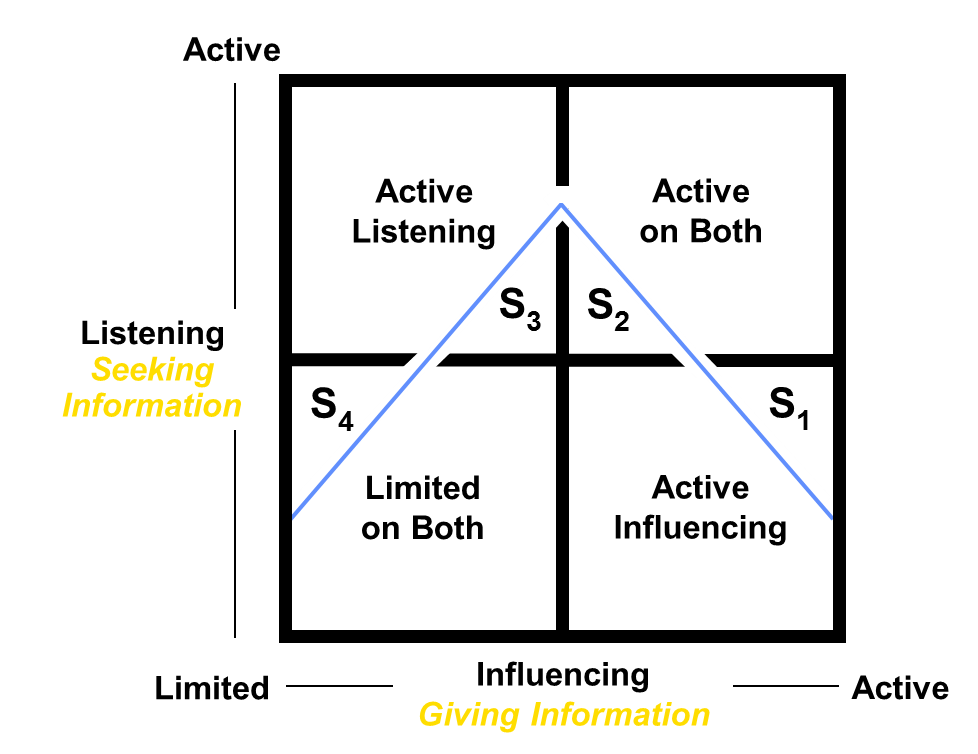 Active
Active
Listening
Active
on Both
S3
S2
Listening
Seeking
Information
S4
S1
Limited
on Both
Active
Influencing
Limited
Influencing
Giving Information
Active